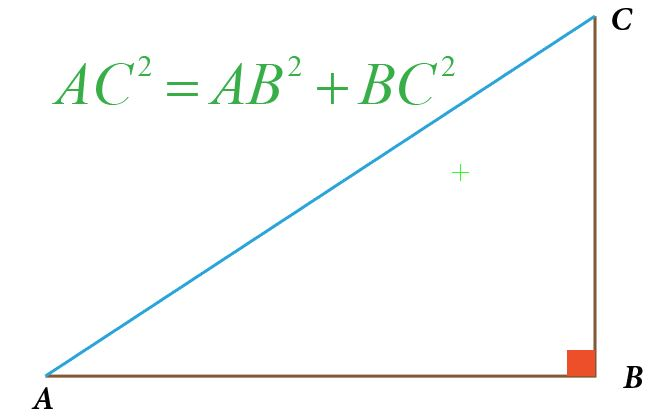 C
AC² = AB² + BC²
B
A